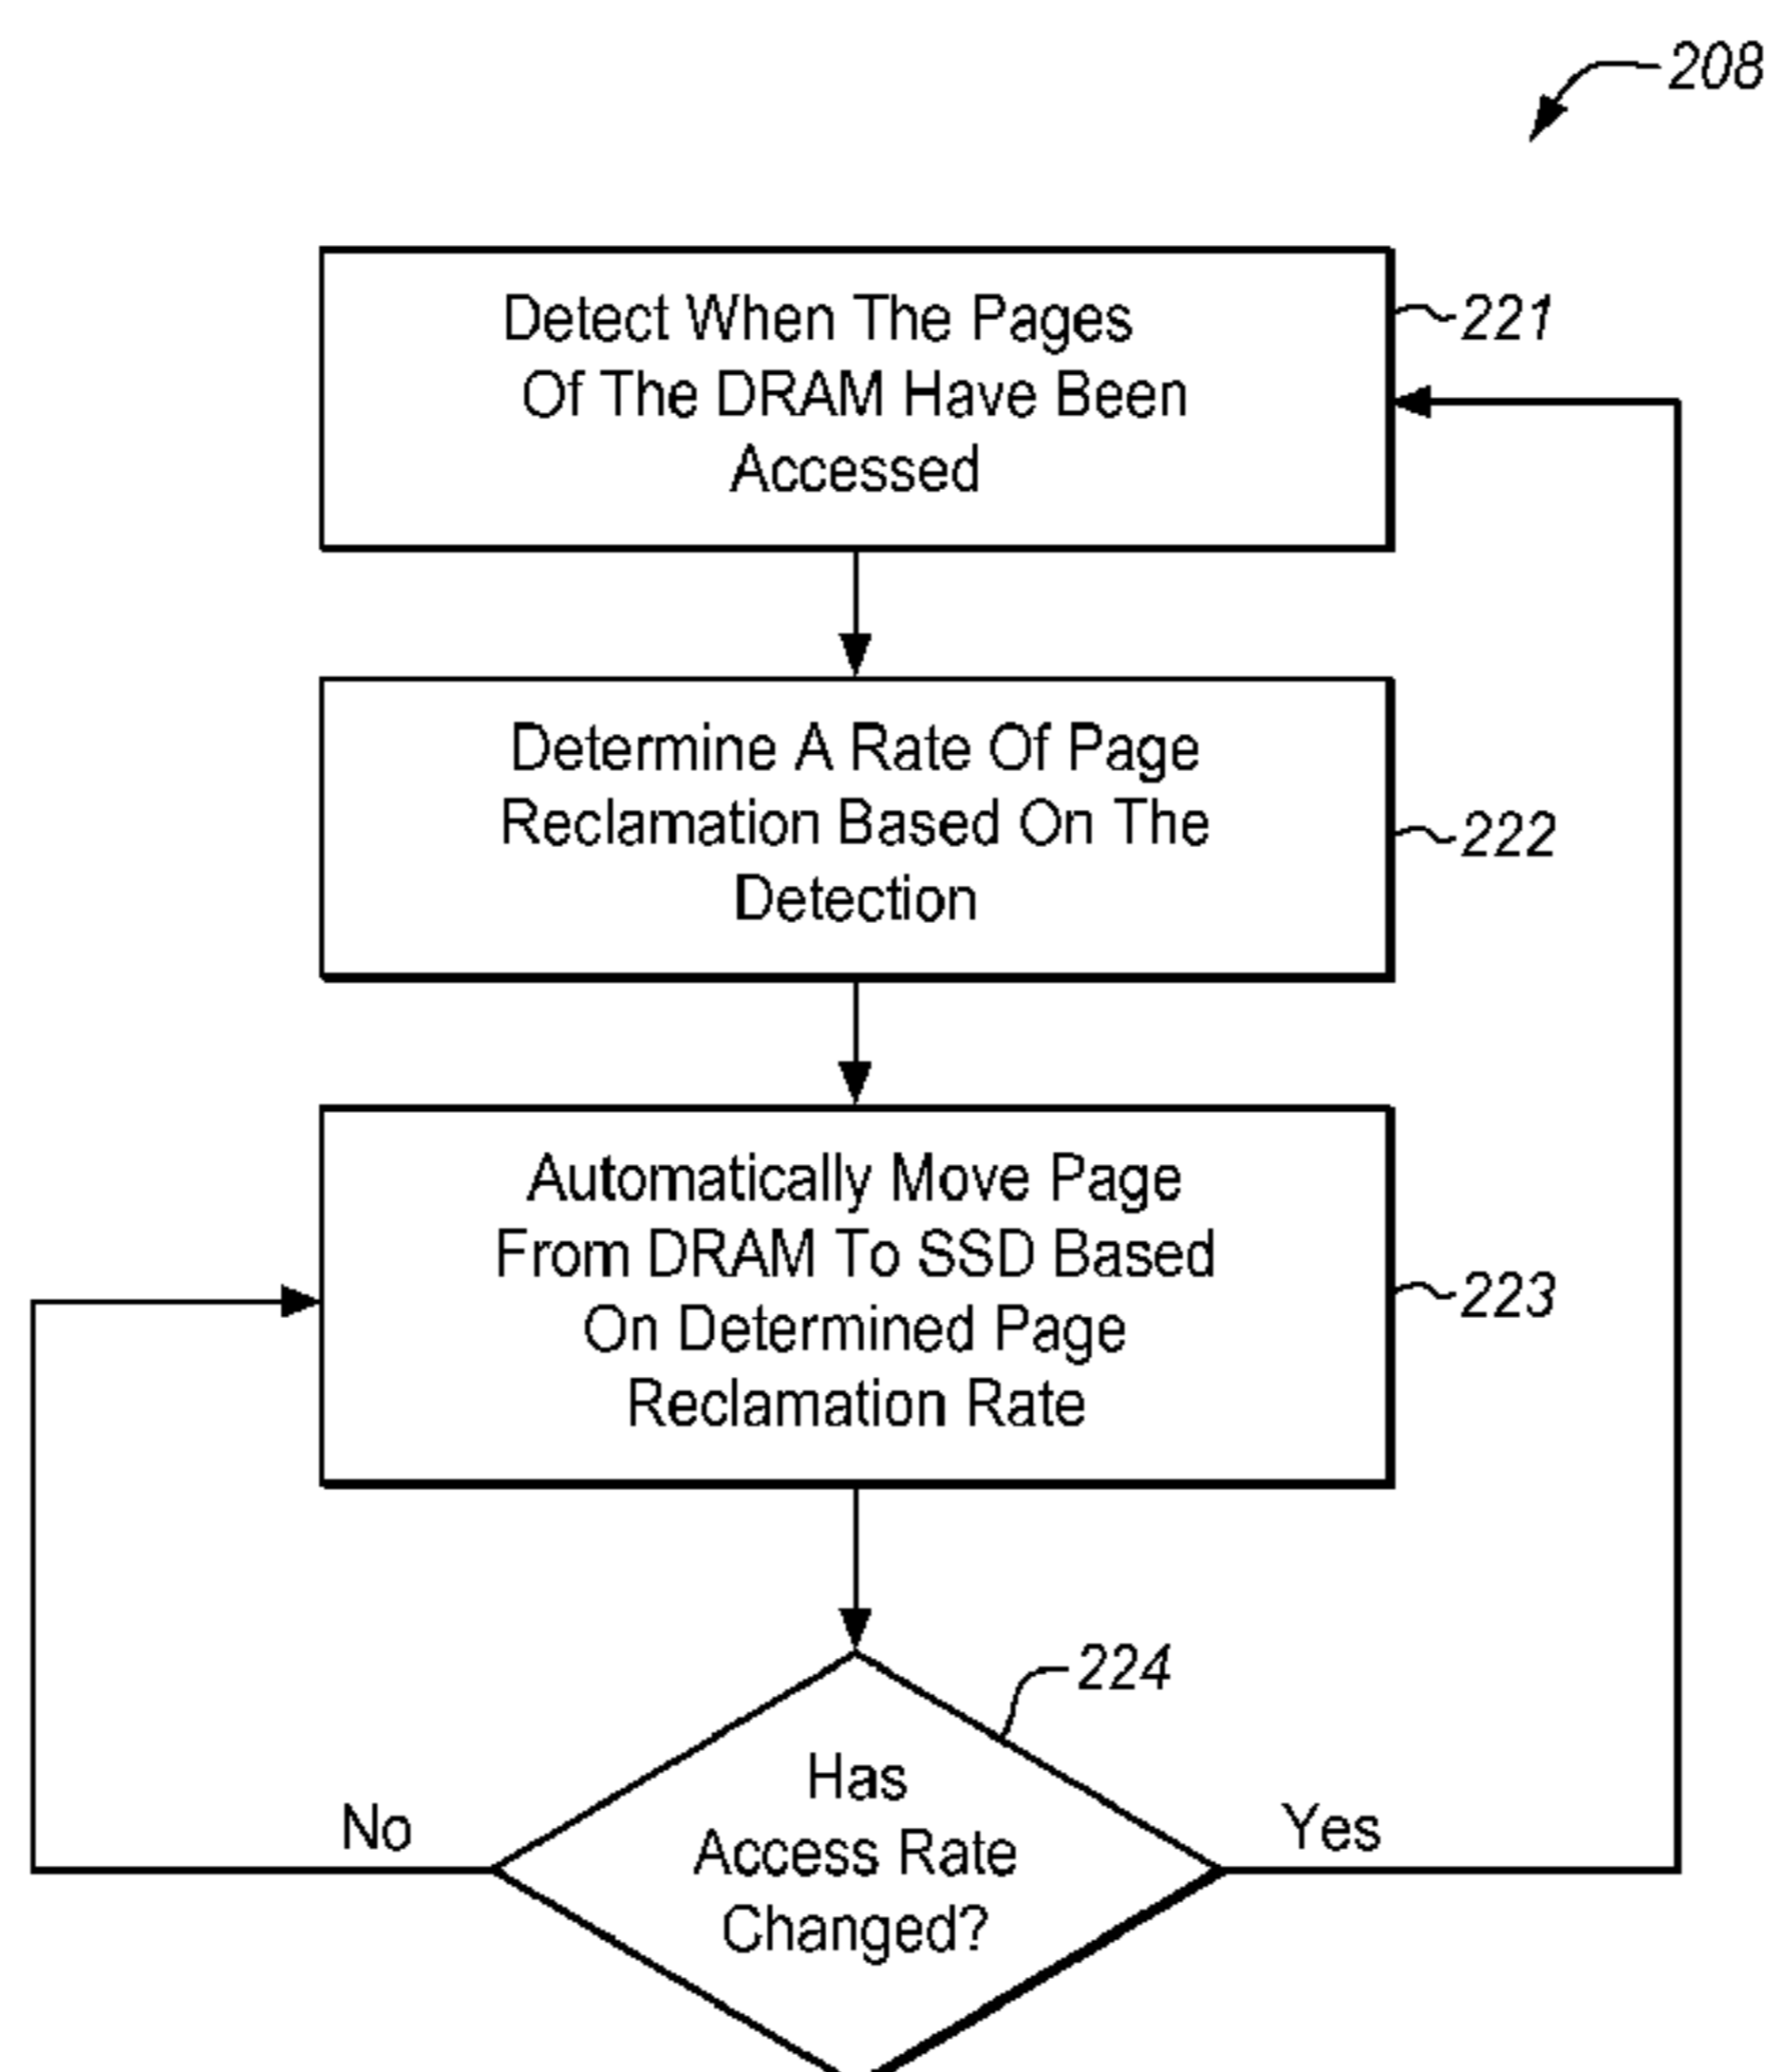 208
Detect When The Pages
Of The DRAM Have Been
Accessed
221
Determine A Rate Of Page
Reclamation Based On The
Detection
222
Automatically Move Page
From DRAM To SSD Based
On Determined Page
Reclamation Rate
223
224
Has
Access Rate
Changed?
No
Yes